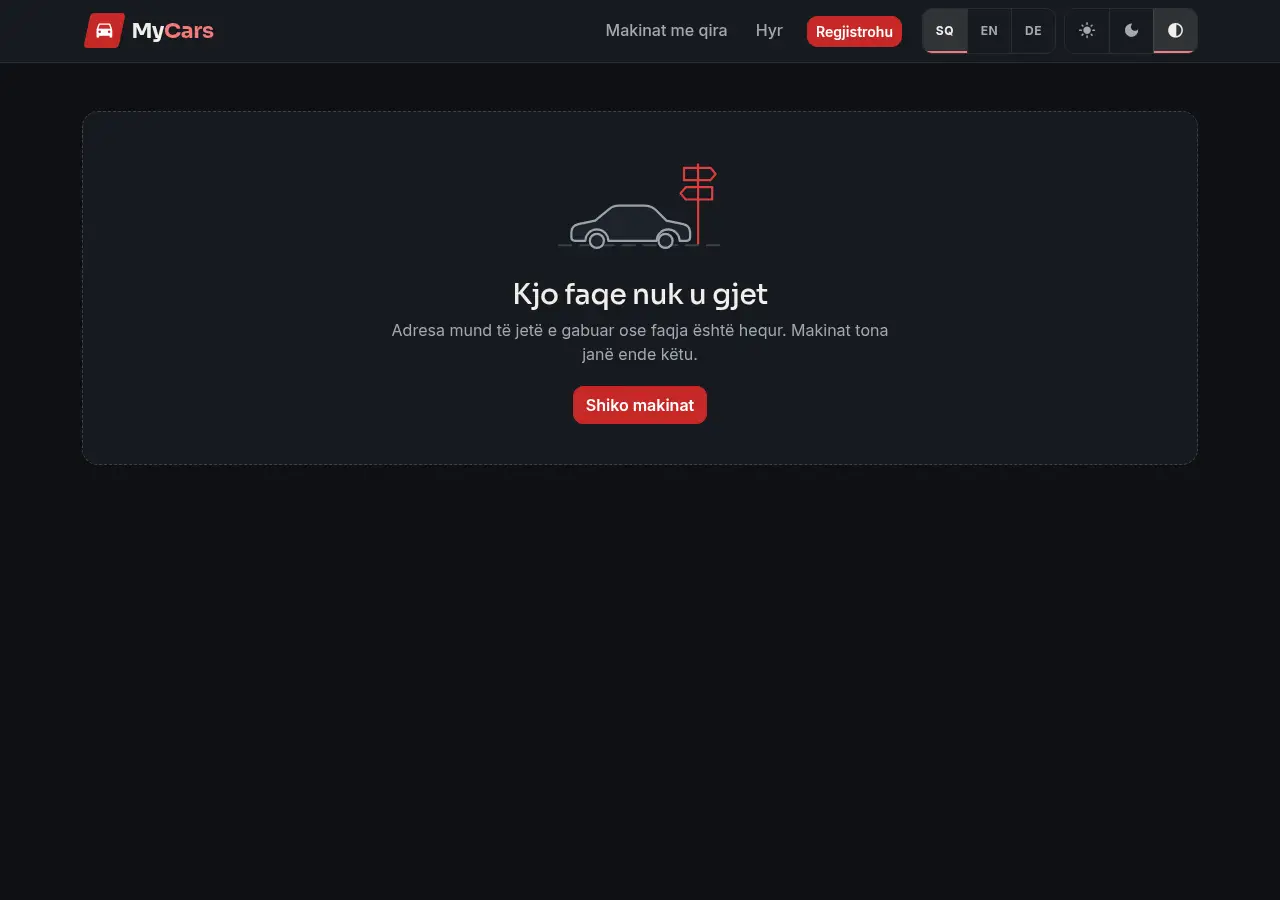 MyCars
Makinat me qira
Hyr
Regjistrohu
SQ
EN
DE
Kjo faqe nuk u gjet
Adresa mund të jetë e gabuar ose faqja është hequr. Makinat tona
janë ende këtu.
Shiko makinat